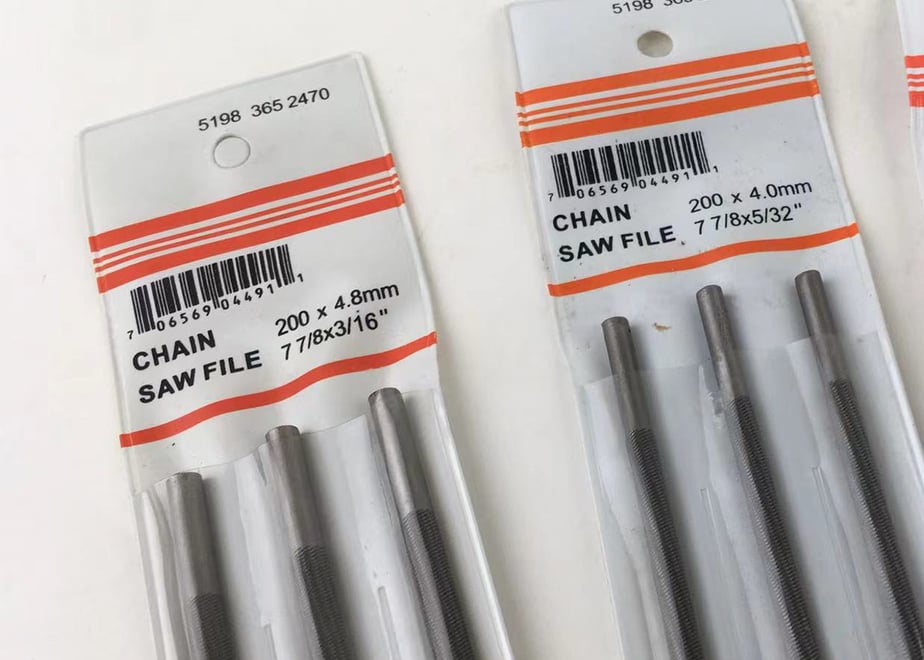 5198 365 2470
7 06569 04491 1
CHAIN
SAW FILE
200 x 4.8mm
7 7/8x3/16"
5198
7 06569 04491 1
CHAIN
SAW FILE
200 x 4.0mm
7 7/8x5/32"